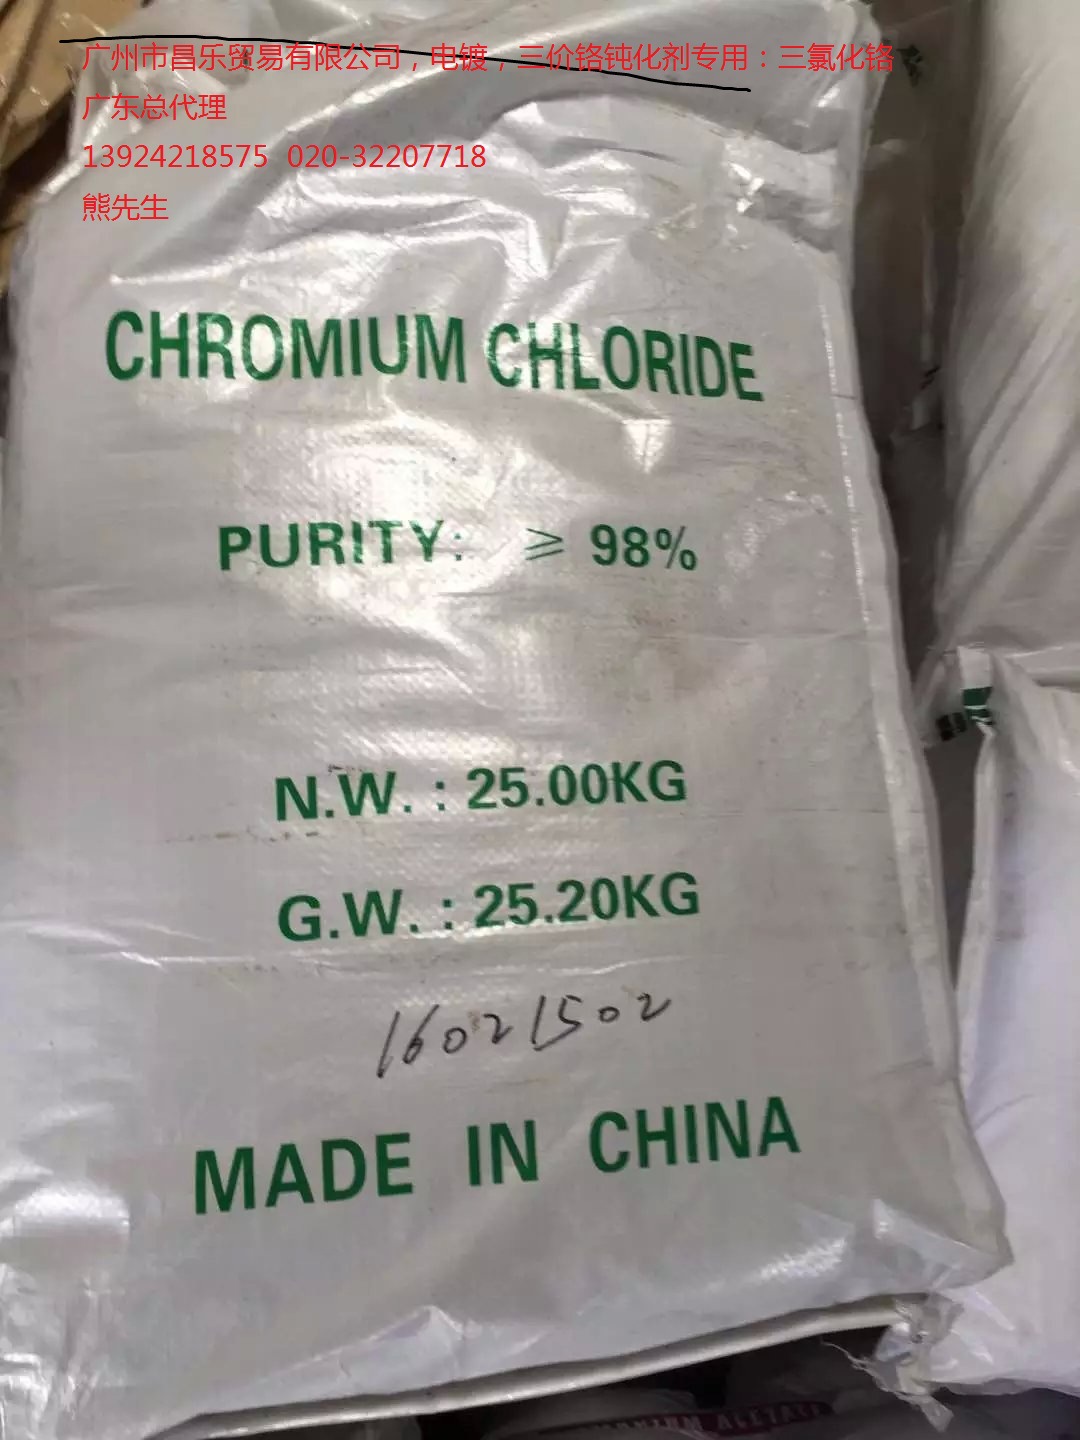 广州市昌乐贸易有限公司，电镀，三价铬钝化剂专用：三氯化铬
广东总代理
13924218575 020-32207718
熊先生
CHROMIUM CHLORIDE
PURITY: ≥ 98%
N.W. : 25.00KG
G.W. : 25.20KG
16021502
MADE IN CHINA
ACETATE